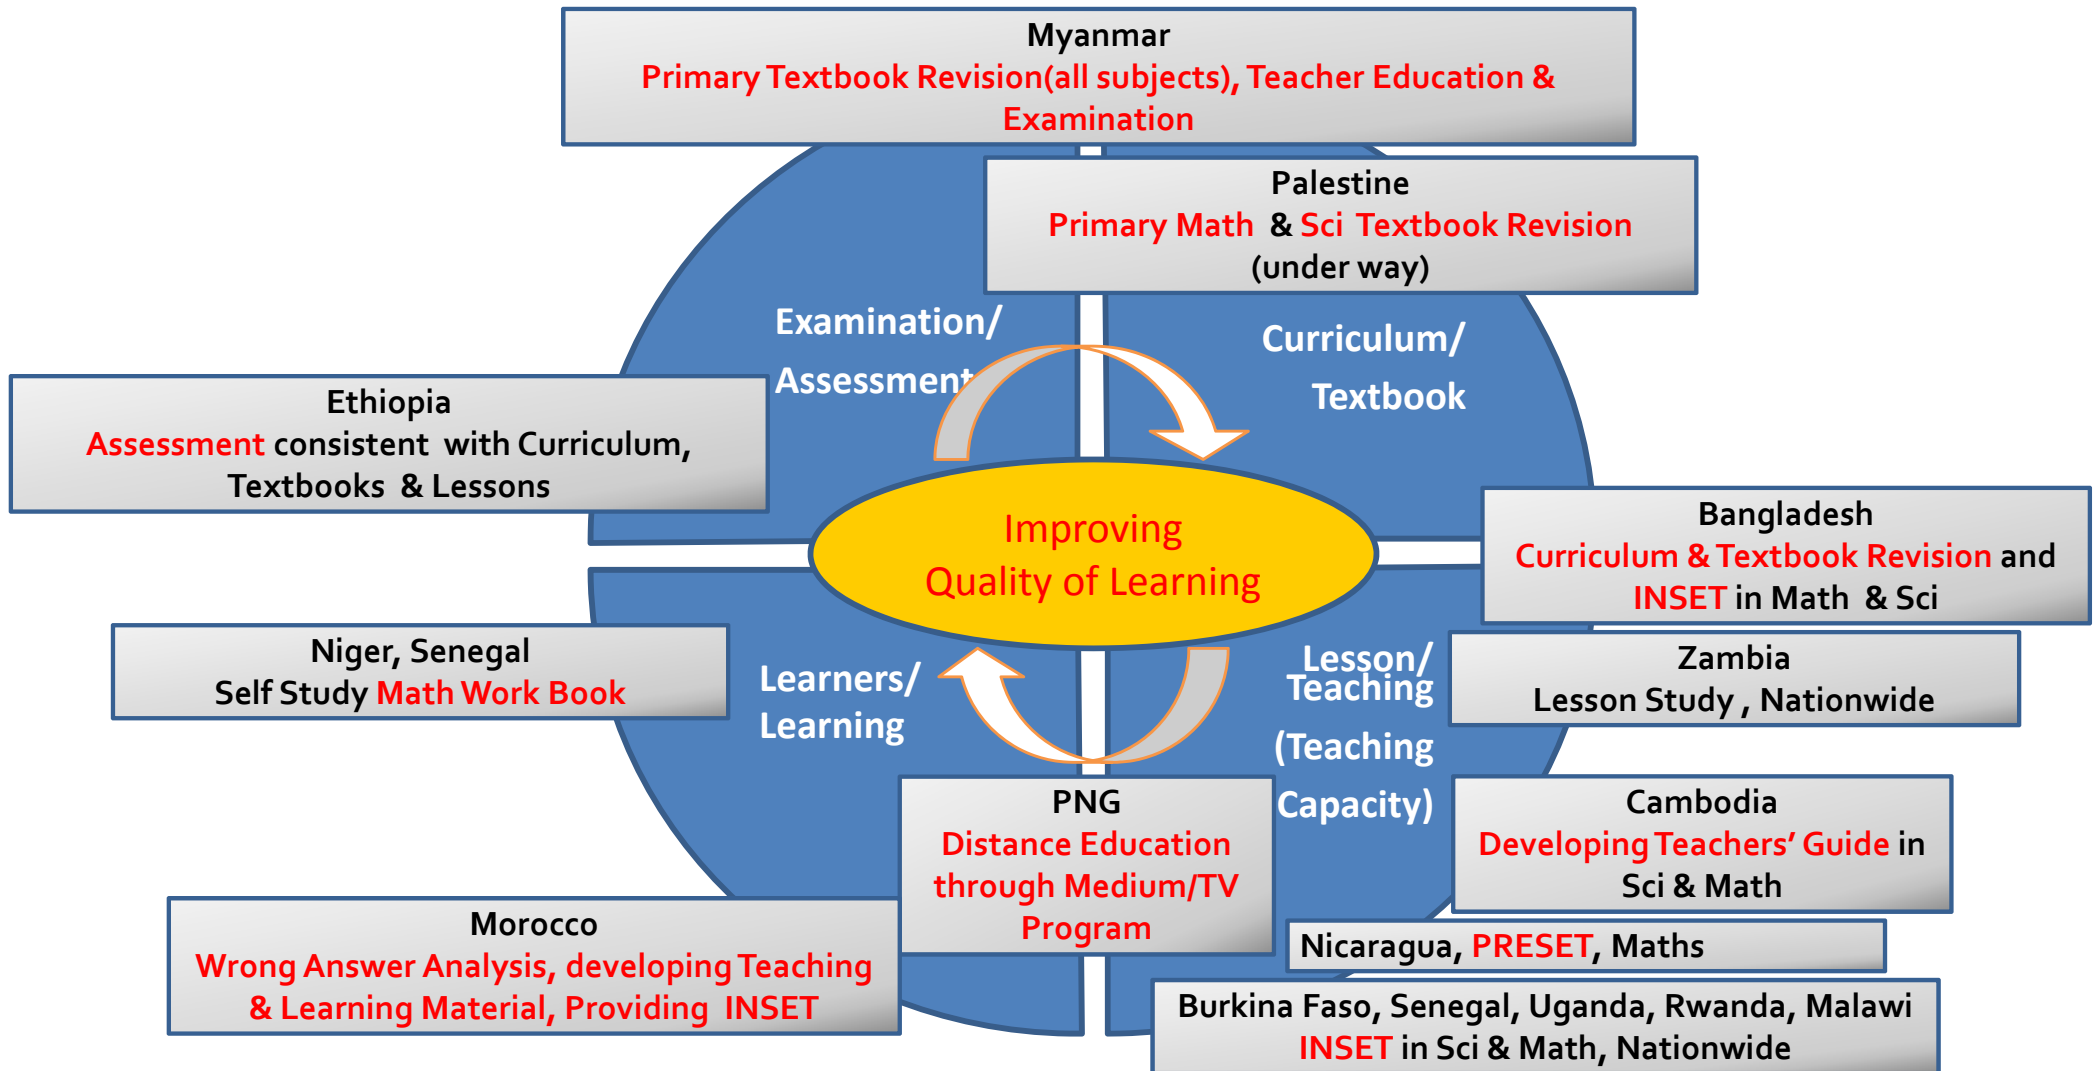 Myanmar
Primary Textbook Revision(all subjects), Teacher Education &
Examination
Palestine
Primary Math & Sci Textbook Revision
(under way)
Examination/
Assessment
Curriculum/
Textbook
Ethiopia
Assessment consistent with Curriculum,
Textbooks & Lessons
Improving
Quality of Learning
Bangladesh
Curriculum & Textbook Revision and
INSET in Math & Sci
Niger, Senegal
Self Study Math Work Book
Learners/
Learning
Lesson/
Teaching
(Teaching
Capacity)
Zambia
Lesson Study , Nationwide
PNG
Distance Education
through Medium/TV
Program
Cambodia
Developing Teachers’ Guide in
Sci & Math
Morocco
Wrong Answer Analysis, developing Teaching
& Learning Material, Providing INSET
Nicaragua, PRESET, Maths
Burkina Faso, Senegal, Uganda, Rwanda, Malawi
INSET in Sci & Math, Nationwide